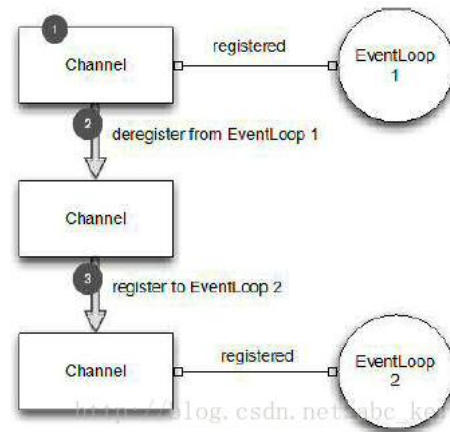 1
Channel
registered
EventLoop
1
2
deregister from EventLoop 1
Channel
3
register to EventLoop 2
Channel
registered
EventLoop
2
http://blog.csdn.net/